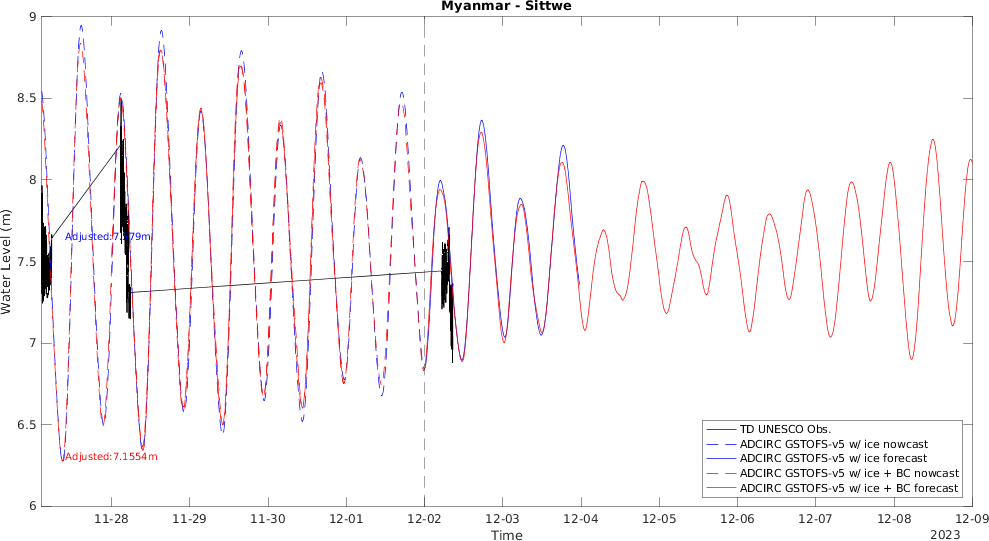 Myanmar - Sittwe
9
8.5
8
7.5
7
6.5
6
Water Level (m)
Adjusted:7.
79m
Adjusted:7.1554m
TD UNESCO Obs.
ADCIRC GSTOFS-v5 w/ ice nowcast
ADCIRC GSTOFS-v5 w/ ice forecast
ADCIRC GSTOFS-v5 w/ ice + BC nowcast
ADCIRC GSTOFS-v5 w/ ice + BC forecast
11-28 11-29 11-30 12-01 12-02 12-03 12-04 12-05 12-06 12-07 12-08 12-09
Time
2023